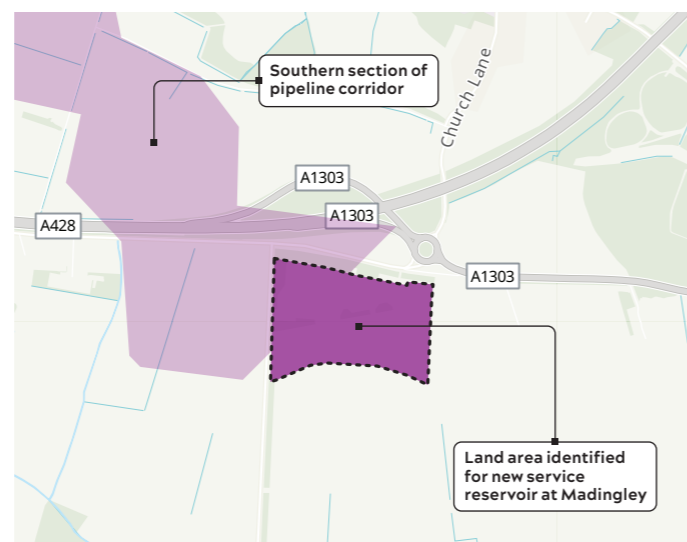 Southern section of
pipeline corridor
Church Lane
A1303
A1303
A428
A1303
Land area identified
for new service
reservoir at Madingley